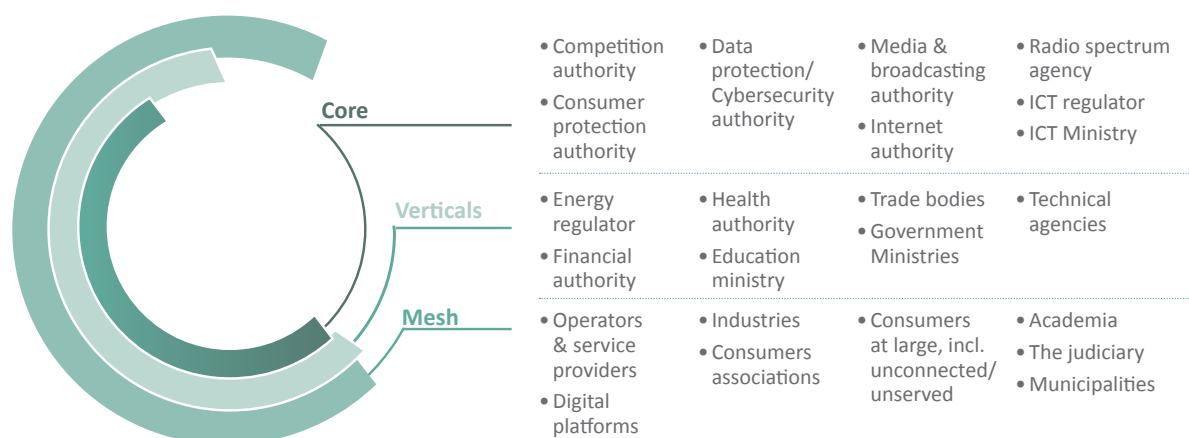 Core
• Competition
authority
• Consumer
protection
authority
• Data
protection/
Cybersecurity
authority
• Media &
broadcasting
authority
• Internet
authority
• Radio spectrum
agency
• ICT regulator
• ICT Ministry
Verticals
• Energy
regulator
• Financial
authority
• Health
authority
• Education
ministry
• Trade bodies
• Government
Ministries
• Technical
agencies
Mesh
• Operators
& service
providers
• Digital
platforms
• Industries
• Consumers
associations
• Consumers
at large, incl.
unconnected/
unserved
• Academia
• The judiciary
• Municipalities